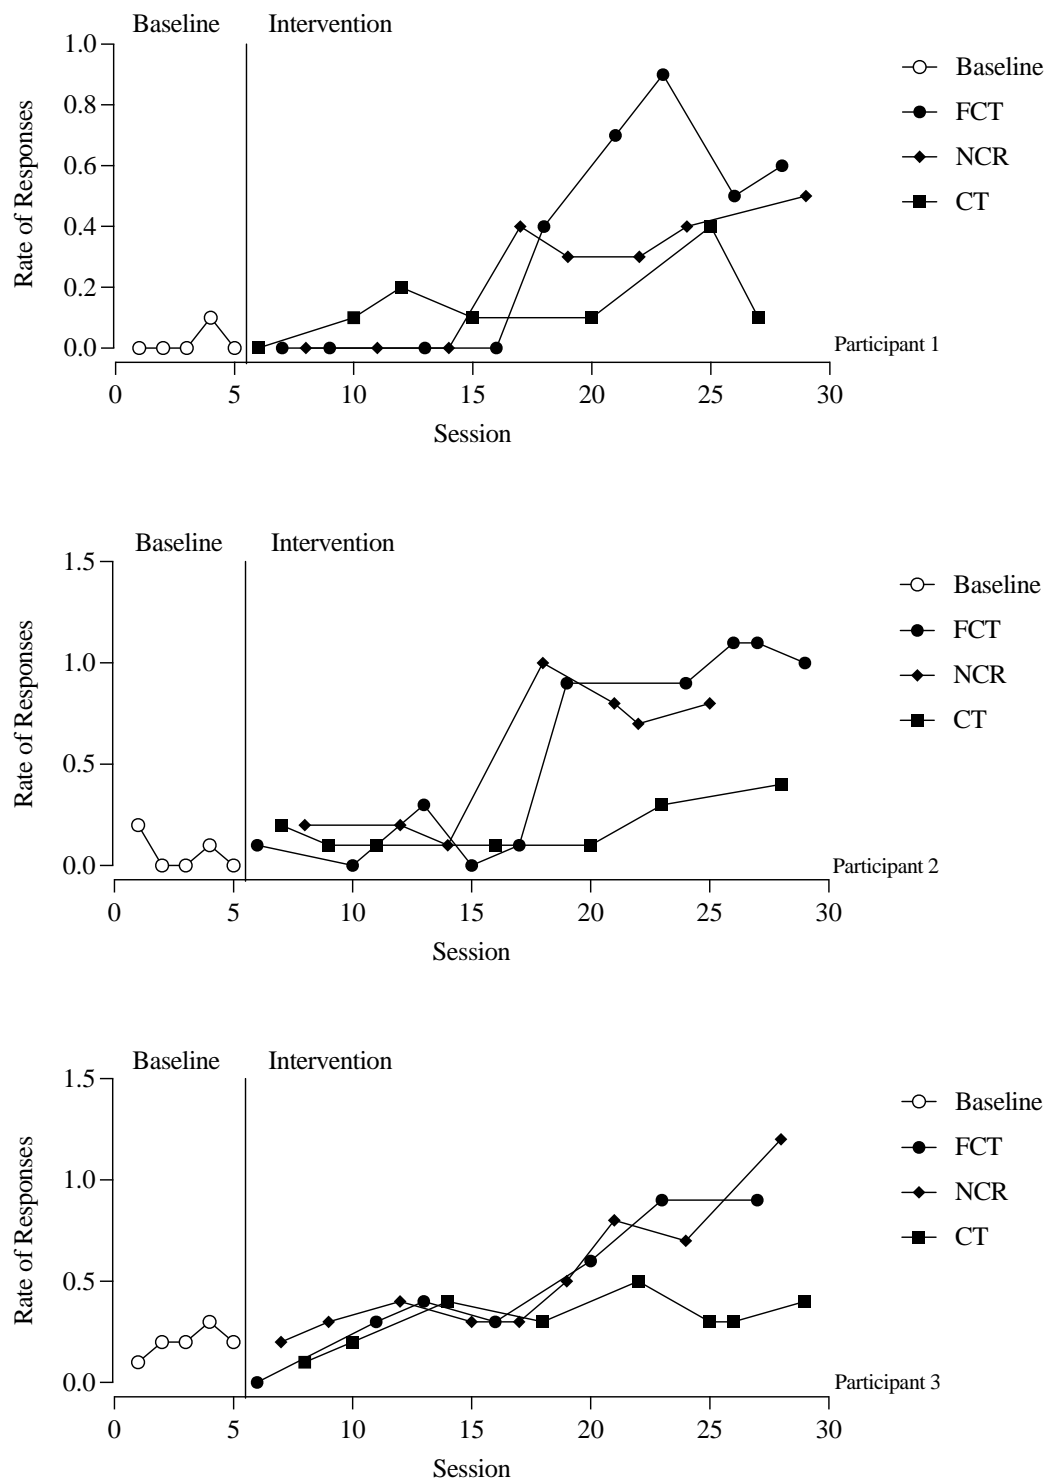 Baseline Intervention
1.0
0.8
0.6
0.4
0.2
0.0
Rate of Responses
Baseline
FCT
NCR
CT
Participant 1
0 5 10 15 20 25 30
Session
Baseline Intervention
1.5
1.0
0.5
0.0
Rate of Responses
Baseline
FCT
NCR
CT
Participant 2
0 5 10 15 20 25 30
Session
Baseline Intervention
1.5
1.0
0.5
0.0
Rate of Responses
Baseline
FCT
NCR
CT
Participant 3
0 5 10 15 20 25 30
Session